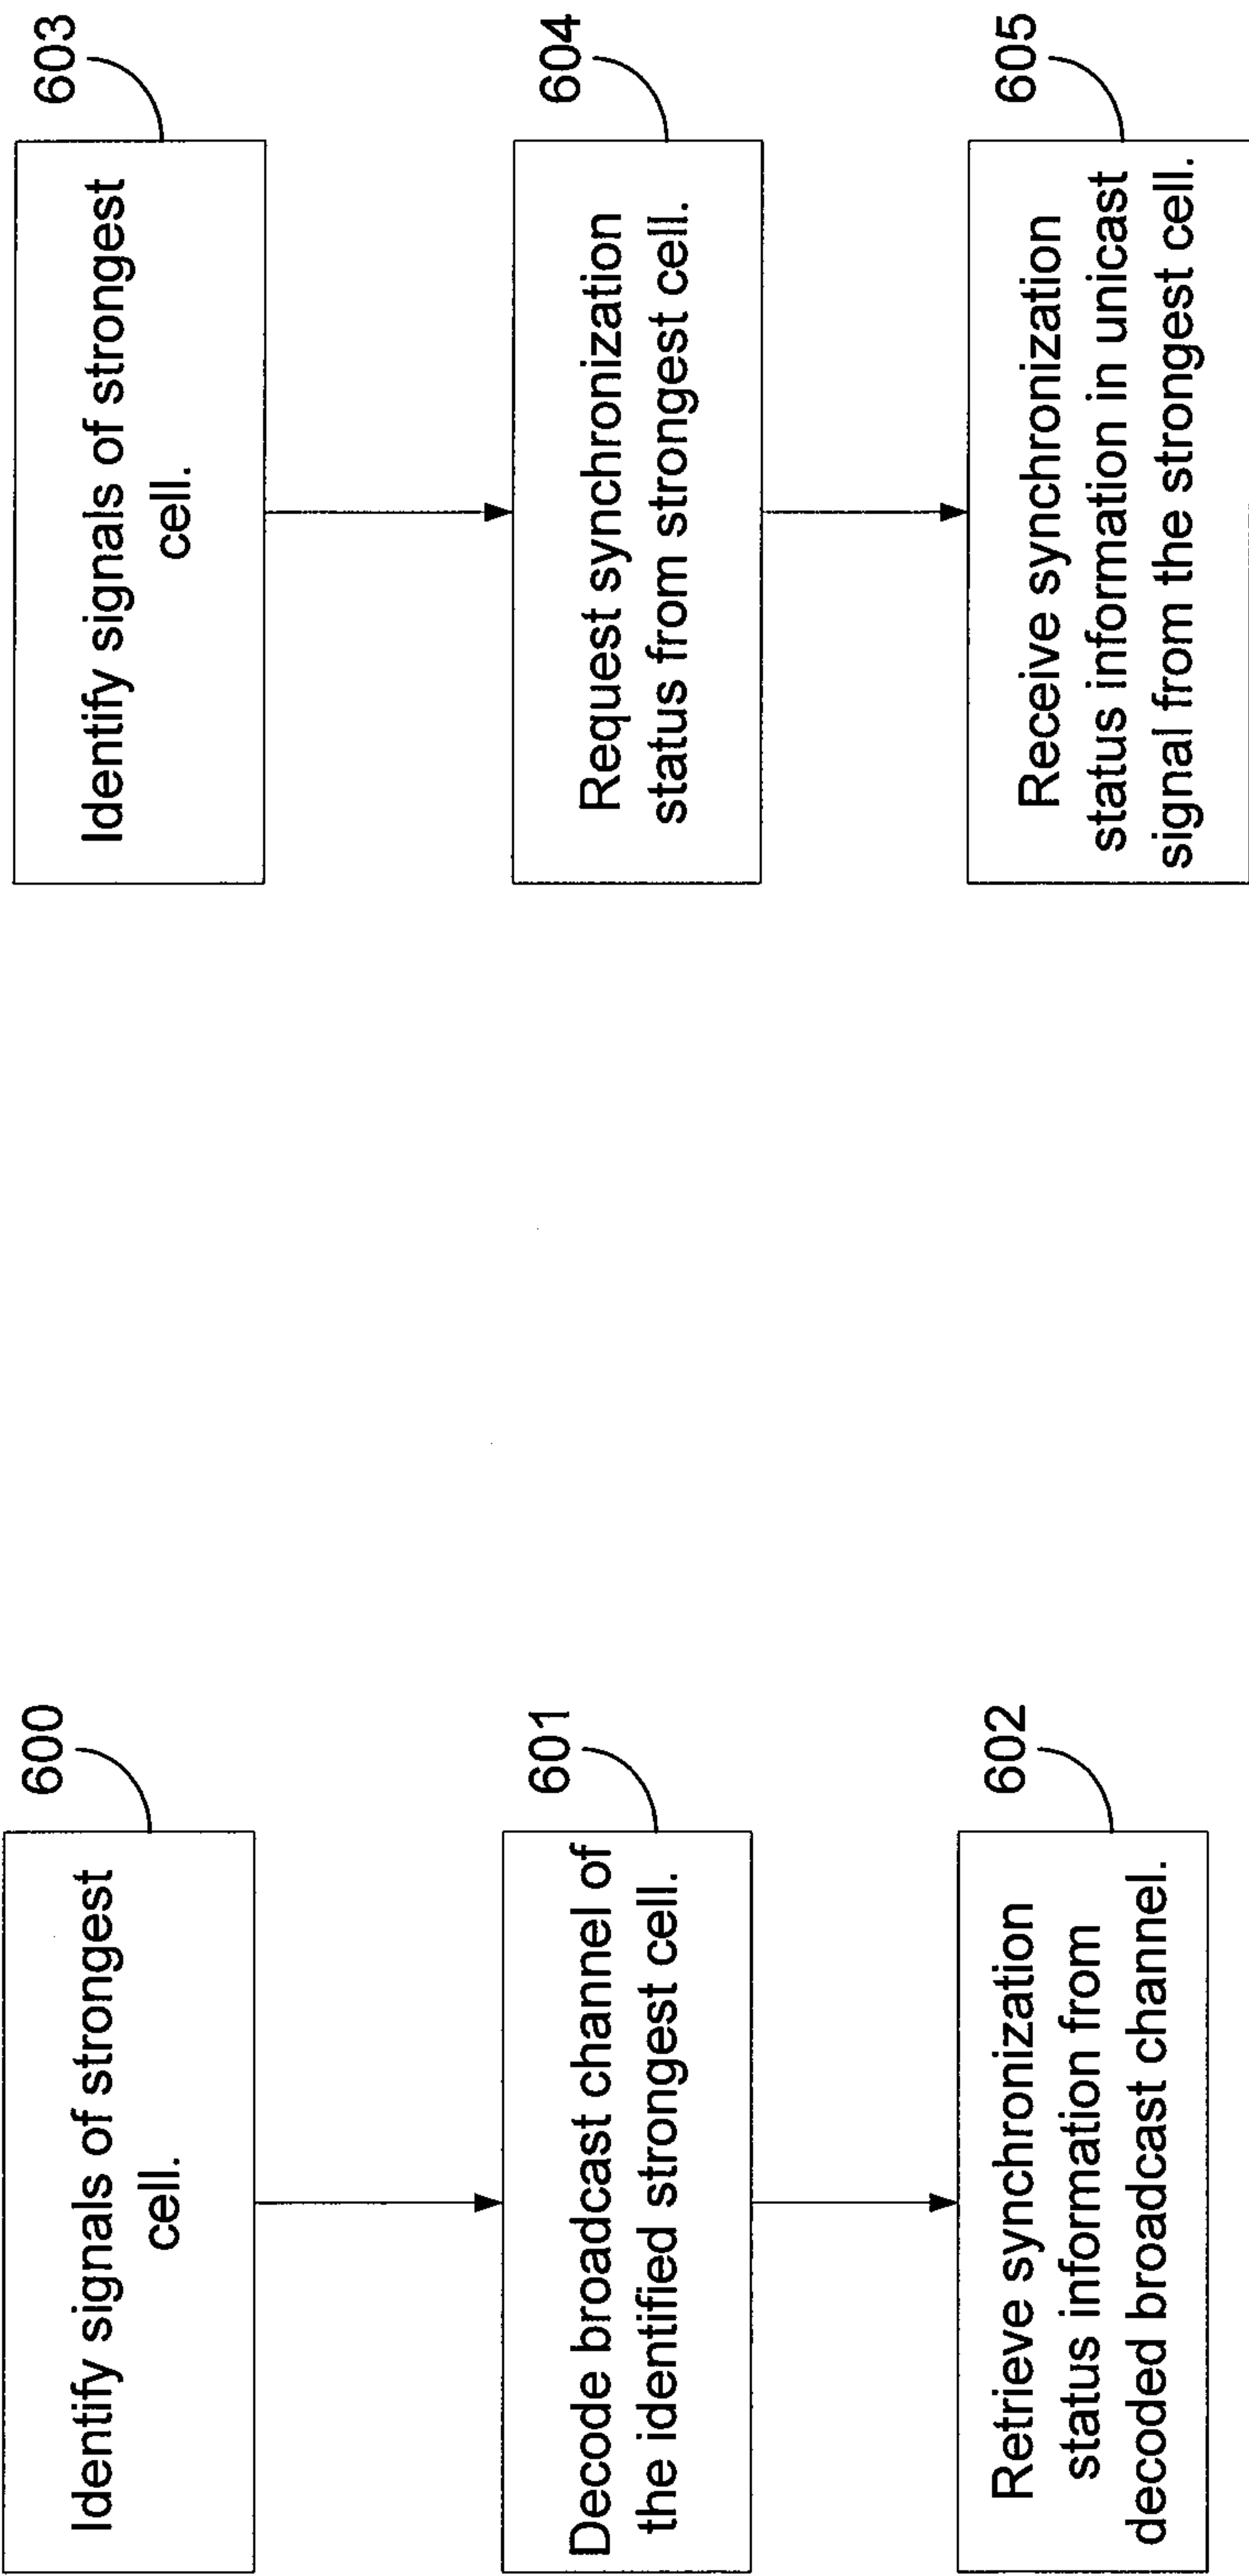 600
Identify signals of strongest
cell.
601
Decode broadcast channel of
the identified strongest cell.
602
Retrieve synchronization
status information from
decoded broadcast channel.
603
Identify signals of strongest
cell.
604
Request synchronization
status from strongest cell.
605
Receive synchronization
status information in unicast
signal from the strongest cell.